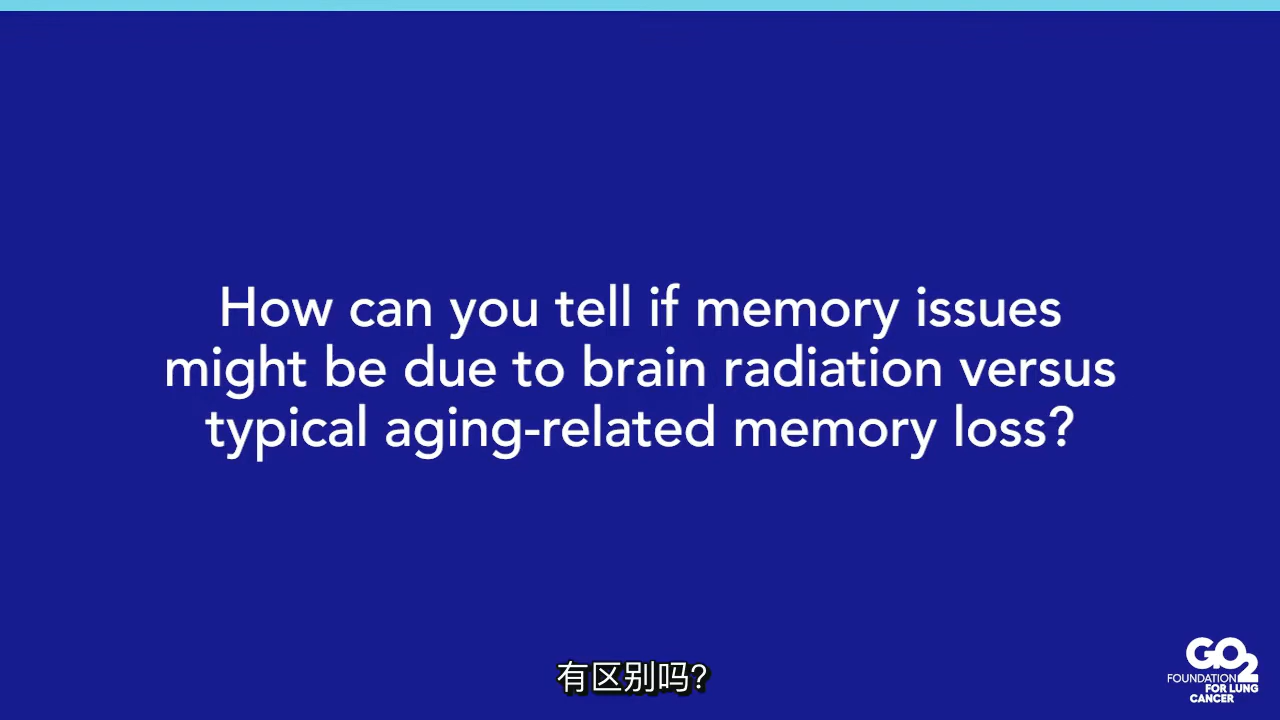 How can you tell if memory issues
might be due to brain radiation versus
typical aging-related memory loss?
有区别吗?
GO2
FOUNDATION
FOR LUNG
CANCER